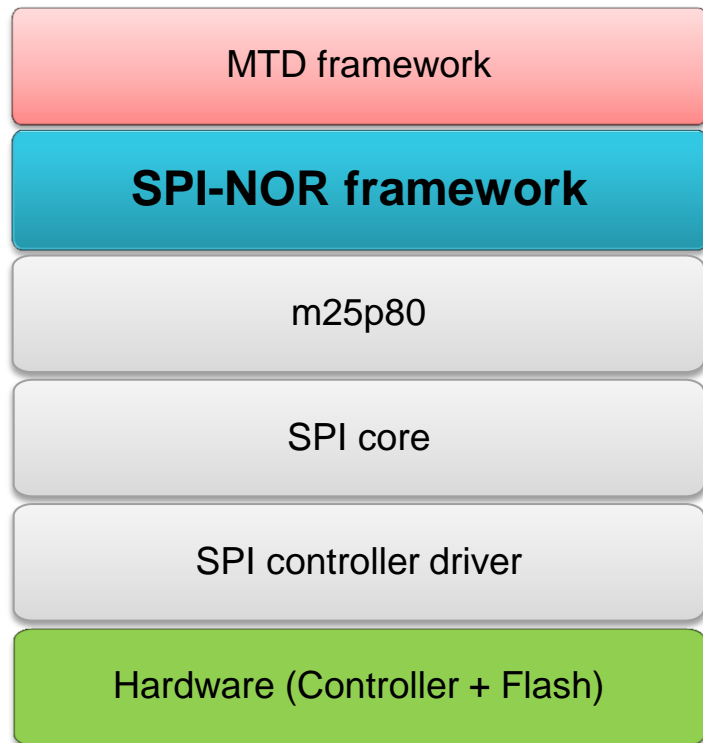 MTD framework
SPI-NOR framework
m25p80
SPI core
SPI controller driver
Hardware (Controller + Flash)